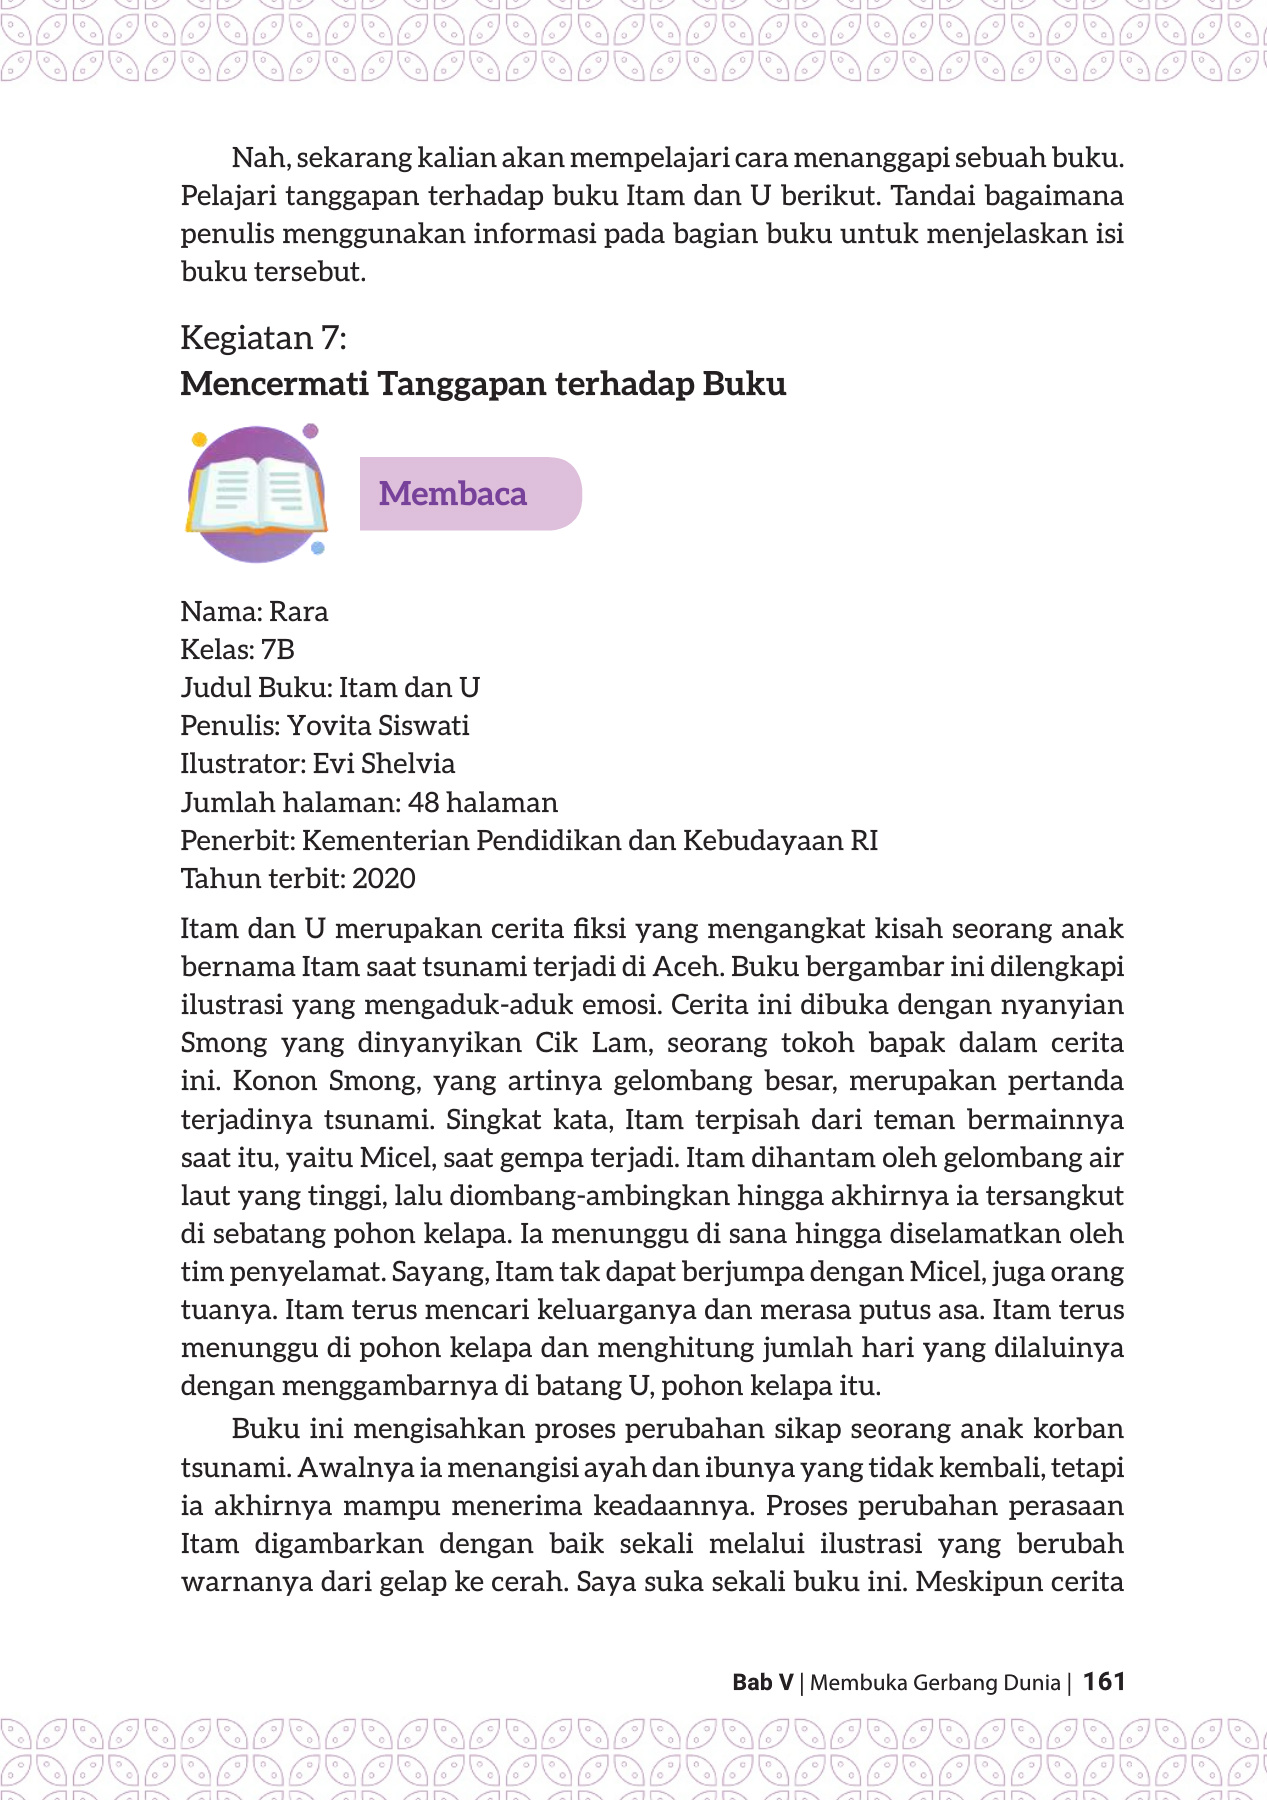 Nah, sekarang kalian akan mempelajari cara menanggapi sebuah buku.
Pelajari tanggapan terhadap buku Itam dan U berikut. Tandai bagaimana
penulis menggunakan informasi pada bagian buku untuk menjelaskan isi
buku tersebut.
Kegiatan 7:
Mencermati Tanggapan terhadap Buku
Membaca
Nama: Rara
Kelas: 7B
Judul Buku: Itam dan U
Penulis: Yovita Siswati
Ilustrator: Evi Shelvia
Jumlah halaman: 48 halaman
Penerbit: Kementerian Pendidikan dan Kebudayaan RI
Tahun terbit: 2020
Itam dan U merupakan cerita fiksi yang mengangkat kisah seorang anak
bernama Itam saat tsunami terjadi di Aceh. Buku bergambar ini dilengkapi
ilustrasi yang mengaduk-aduk emosi. Cerita ini dibuka dengan nyanyian
Smong yang dinyanyikan Cik Lam, seorang tokoh bapak dalam cerita
ini. Konon Smong, yang artinya gelombang besar, merupakan pertanda
terjadinya tsunami. Singkat kata, Itam terpisah dari teman bermainnya
saat itu, yaitu Micel, saat gempa terjadi. Itam dihantam oleh gelombang air
laut yang tinggi, lalu diombang-ambingkan hingga akhirnya ia tersangkut
di sebatang pohon kelapa. Ia menunggu di sana hingga diselamatkan oleh
tim penyelamat. Sayang, Itam tak dapat berjumpa dengan Micel, juga orang
tuanya. Itam terus mencari keluarganya dan merasa putus asa. Itam terus
menunggu di pohon kelapa dan menghitung jumlah hari yang dilaluinya
dengan menggambarnya di batang U, pohon kelapa itu.
Buku ini mengisahkan proses perubahan sikap seorang anak korban
tsunami. Awalnya ia menangisi ayah dan ibunya yang tidak kembali, tetapi
ia akhirnya mampu menerima keadaannya. Proses perubahan perasaan
Itam digambarkan dengan baik sekali melalui ilustrasi yang berubah
warnanya dari gelap ke cerah. Saya suka sekali buku ini. Meskipun cerita
Bab V | Membuka Gerbang Dunia | 161